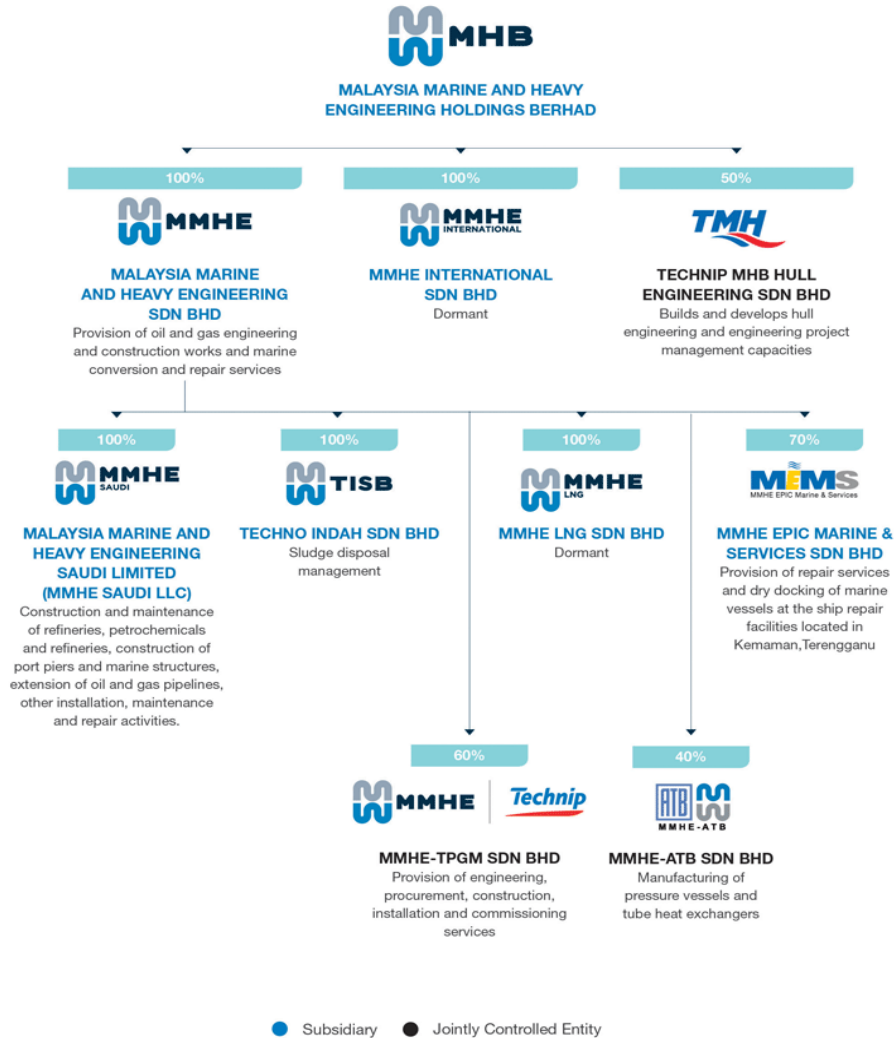 MHB
MALAYSIA MARINE AND HEAVY
ENGINEERING HOLDINGS BERHAD
100%
MMHE
MALAYSIA MARINE
AND HEAVY ENGINEERING
SDN BHD
Provision of oil and gas engineering
and construction works and marine
conversion and repair services
100%
MMHE
INTERNATIONAL
MMHE INTERNATIONAL
SDN BHD
Dormant
50%
TMH
TECHNIP MHB HULL
ENGINEERING SDN BHD
Builds and develops hull
engineering and engineering project
management capacities
100%
MMHE
SAUDI
MALAYSIA MARINE AND
HEAVY ENGINEERING
SAUDI LIMITED
(MMHE SAUDI LLC)
Construction and maintenance
of refineries, petrochemicals
and refineries, construction of
port piers and marine structures,
extension of oil and gas pipelines,
other installation, maintenance
and repair activities.
100%
TISB
TECHNO INDAH SDN BHD
Sludge disposal
management
100%
MMHE
LNG
MMHE LNG SDN BHD
Dormant
70%
MEMS
MMHE EPIC Marine & Services
MMHE EPIC MARINE &
SERVICES SDN BHD
Provision of repair services
and dry docking of marine
vessels at the ship repair
facilities located in
Kemaman,Terengganu
60%
MMHE
Technip
MMHE-TPGM SDN BHD
Provision of engineering,
procurement, construction,
installation and commissioning
services
40%
ATB
MMHE-ATB
MMHE-ATB SDN BHD
Manufacturing of
pressure vessels and
tube heat exchangers
Subsidiary
Jointly Controlled Entity